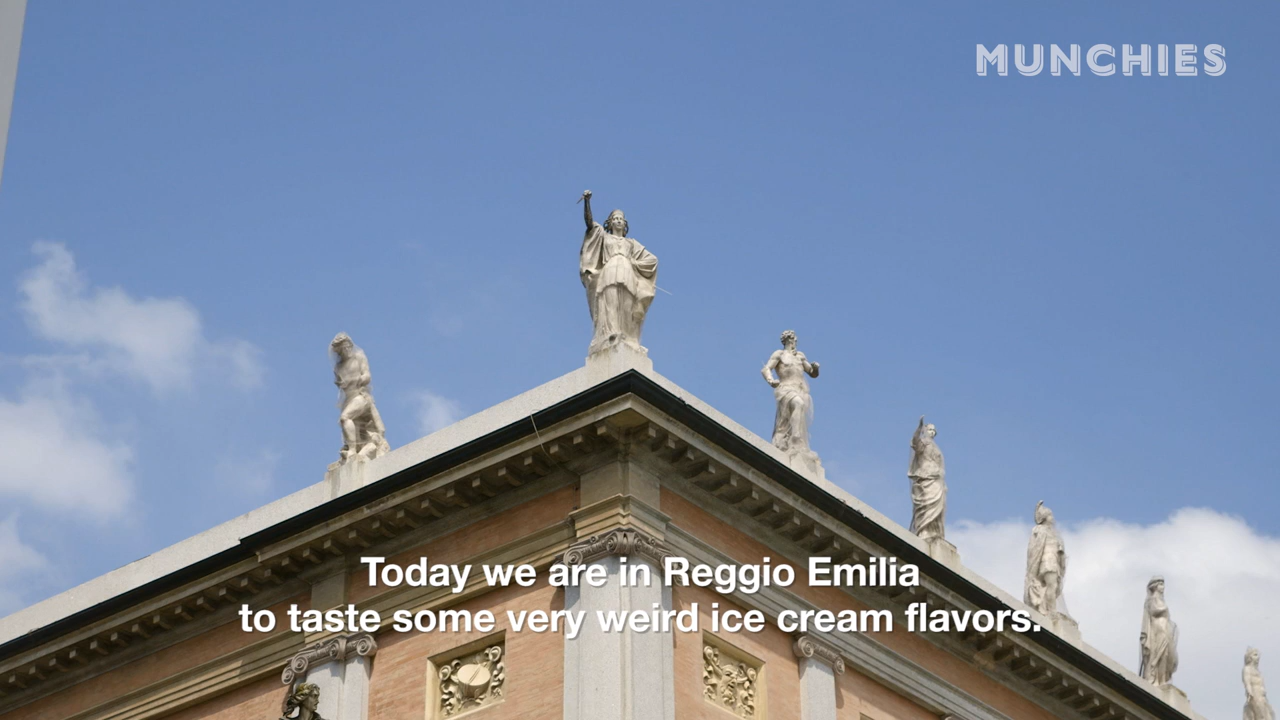 MUNCHIES
Today we are in Reggio Emilia
to taste some very weird ice cream flavors.